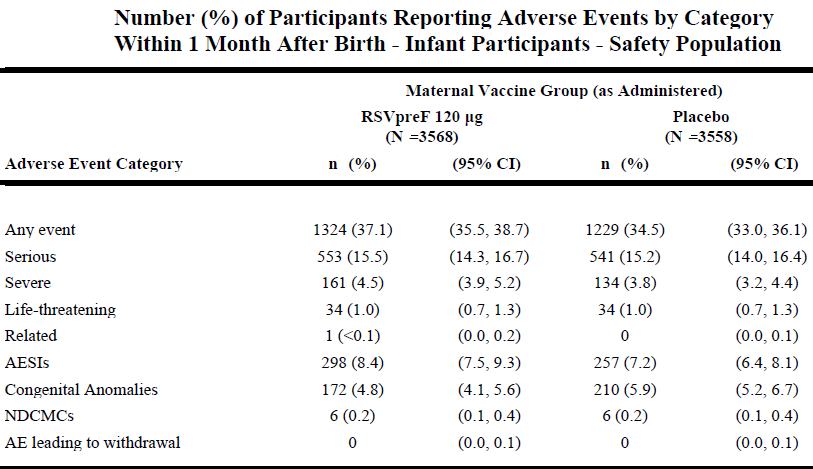 Number (%) of Participants Reporting Adverse Events by Category
Within 1 Month After Birth - Infant Participants - Safety Population
Maternal Vaccine Group (as Administered)
RSVpreF 120 μg Placebo
(N =3568) (N =3558)
Adverse Event Category n (%) (95% CI) n (%) (95% CI)
Any event 1324 (37.1) (35.5, 38.7) 1229 (34.5) (33.0, 36.1)
Serious 553 (15.5) (14.3, 16.7) 541 (15.2) (14.0, 16.4)
Severe 161 (4.5) (3.9, 5.2) 134 (3.8) (3.2, 4.4)
Life-threatening 34 (1.0) (0.7, 1.3) 34 (1.0) (0.7, 1.3)
Related 1 (<0.1) (0.0, 0.2) 0 (0.0, 0.1)
AESIs 298 (8.4) (7.5, 9.3) 257 (7.2) (6.4, 8.1)
Congenital Anomalies 172 (4.8) (4.1, 5.6) 210 (5.9) (5.2, 6.7)
NDCMCs 6 (0.2) (0.1, 0.4) 6 (0.2) (0.1, 0.4)
AE leading to withdrawal 0 (0.0, 0.1) 0 (0.0, 0.1)